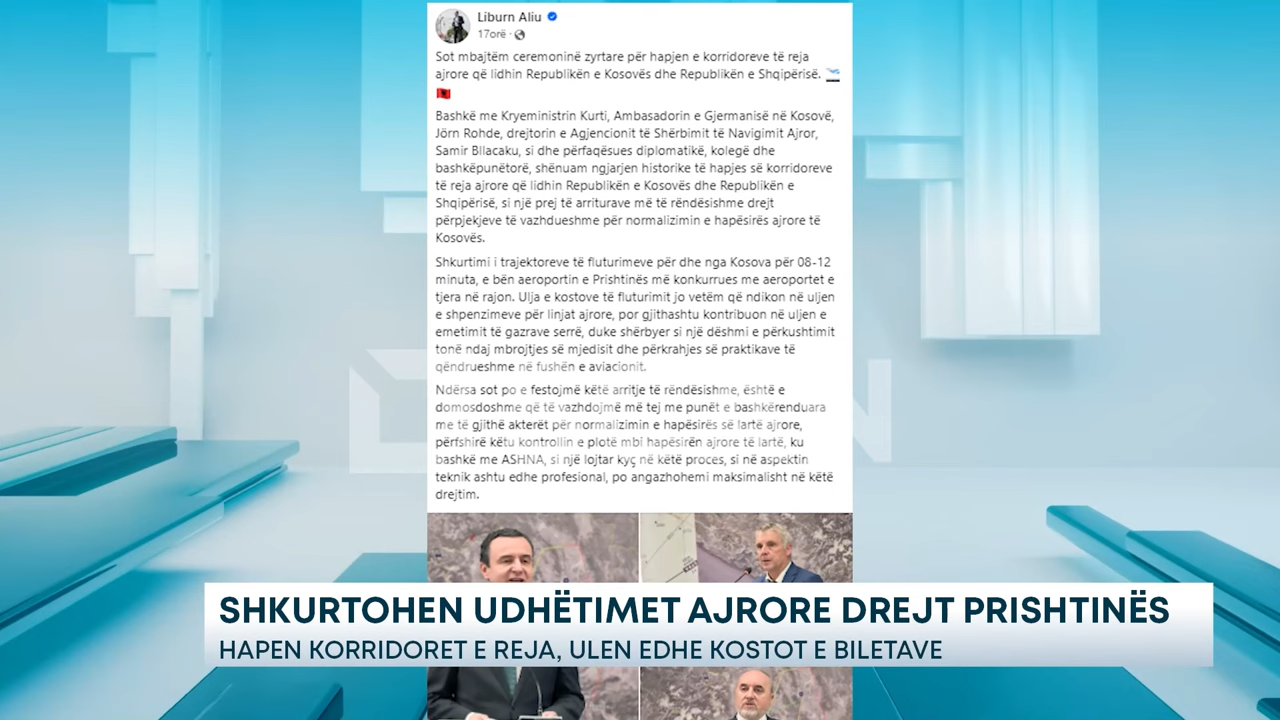 Liburn Aliu
17orë ·
Sot mbajtëm ceremoninë zyrtare për hapjen e korridoreve të reja
ajrore që lidhin Republikën e Kosovës dhe Republikën e Shqipërisë.
Bashkë me Kryeministrin Kurti, Ambasadorin e Gjermanisë në Kosovë,
Jörn Rohde, drejtorin e Agjencionit të Shërbimit të Navigimit Ajror,
Samir Bllacaku, si dhe përfaqësues diplomatikë, kolegë dhe
bashkëpunëtorë, shënuam ngjarjen historike të hapjes së korridoreve
të reja ajrore që lidhin Republikën e Kosovës dhe Republikën e
Shqipërisë, si një prej të arriturave më të rëndësishme drejt
përpjekjeve të vazhdueshme për normalizimin e hapësirës ajrore të
Kosovës.
Shkurtimi i trajektoreve të fluturimeve për dhe nga Kosova për 08-12
minuta, e bën aeroportin e Prishtinës më konkurrues me aeroportet e
tjera në rajon. Ulja e kostove të fluturimit jo vetëm që ndikon në uljen
e shpenzimeve për linjat ajrore, por gjithashtu kontribuon në uljen e
emetimit të gazrave serrë, duke shërbyer si një dëshmi e përkushtimit
tonë ndaj mbrojtjes së mjedisit dhe përkrahjes së praktikave të
qëndrueshme në fushën e aviacionit.
Ndërsa sot po e festojmë këtë arritje të rëndësishme, është e
domosdoshme që të vazhdojmë më tej me punët e bashkërenduara
me të gjithë akterët për normalizimin e hapësirës së lartë ajrore,
përfshirë këtu kontrollin e plotë mbi hapësirën ajrore të lartë, ku
bashkë me ASHNA, si një lojtar kyç në këtë proces, si në aspektin
teknik ashtu edhe profesional, po angazhohemi maksimalisht në këtë
drejtim.
SHKURTOHEN UDHËTIMET AJRORE DREJT PRISHTINËS
HAPEN KORRIDORET E REJA, ULEN EDHE KOSTOT E BILETAVE